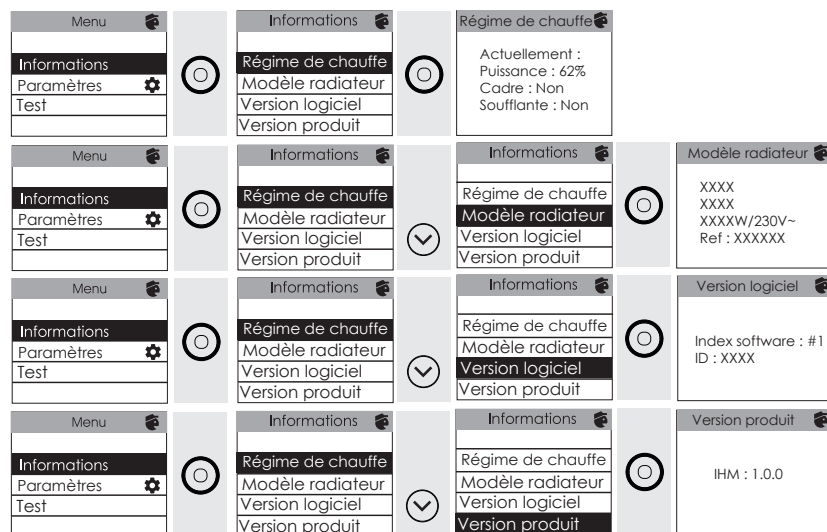 Menu
Informations
Paramètres
Test
Informations
Régime de chauffe
Modèle radiateur
Version logiciel
Version produit
Régime de chauffe
Actuellement :
Puissance : 62%
Cadre : Non
Soufflante : Non
Menu
Informations
Paramètres
Test
Informations
Régime de chauffe
Modèle radiateur
Version logiciel
Version produit
Informations
Régime de chauffe
Modèle radiateur
Version logiciel
Version produit
Modèle radiateur
XXXX
XXXX
XXXXW/230V~
Ref : XXXXXX
Menu
Informations
Paramètres
Test
Informations
Régime de chauffe
Modèle radiateur
Version logiciel
Version produit
Informations
Régime de chauffe
Modèle radiateur
Version logiciel
Version produit
Version logiciel
Index software : #1
ID : XXXX
Menu
Informations
Paramètres
Test
Informations
Régime de chauffe
Modèle radiateur
Version logiciel
Version produit
Informations
Régime de chauffe
Modèle radiateur
Version logiciel
Version produit
Version produit
IHM : 1.0.0